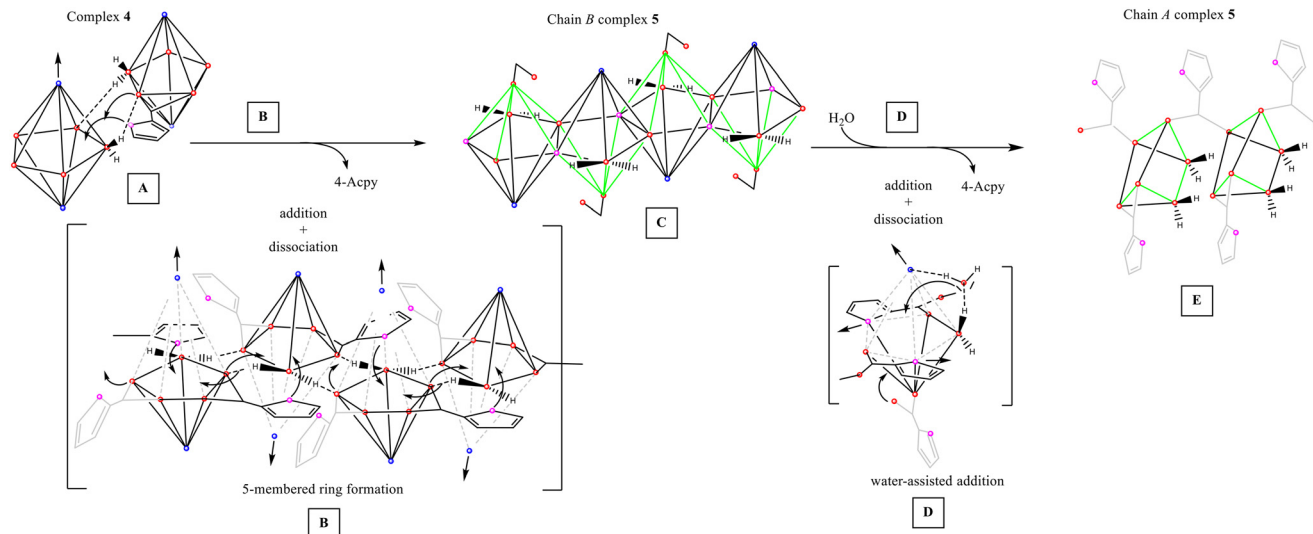 Complex 4
Chain B complex 5
Chain A complex 5
H
H
H
H
A
B
4-Acpy
addition
+
dissociation
H
H
H
H
H
H
H
H
C
H₂O
D
4-Acpy
addition
+
dissociation
H
H
H
H
H
H
H
H
E
H
H
H
H
H
H
H
H
5-membered ring formation
B
H
H
H
H
water-assisted addition
D